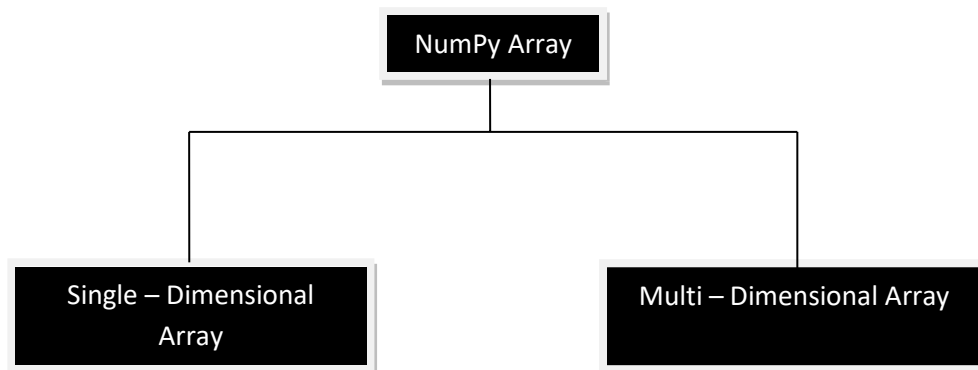 NumPy Array
Single – Dimensional
Array
Multi – Dimensional Array